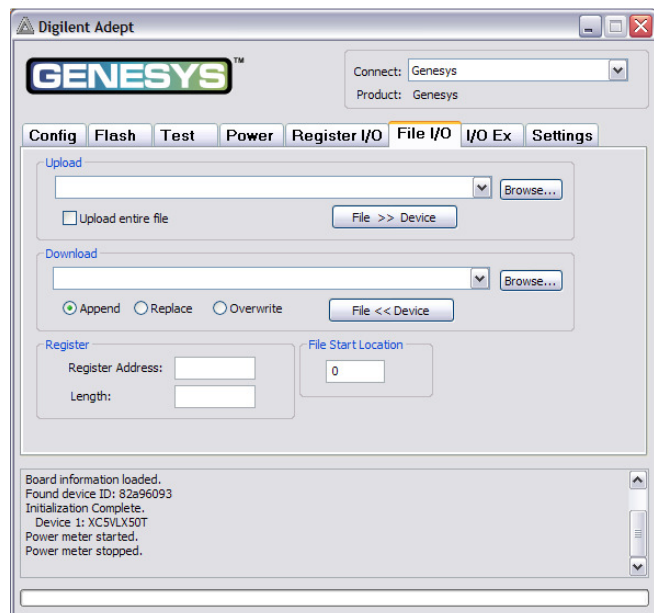 Digilent Adept
GENESYS™
Connect: Genesys
Product: Genesys
Config Flash Test Power Register I/O File I/O I/O Ex Settings
Upload
Browse...
Upload entire file File >> Device
Download
Browse...
Append Replace Overwrite File << Device
Register File Start Location
Register Address: 0
Length:
Board information loaded.
Found device ID: 82a96093
Initialization Complete.
Device 1: XC5VLX50T
Power meter started.
Power meter stopped.